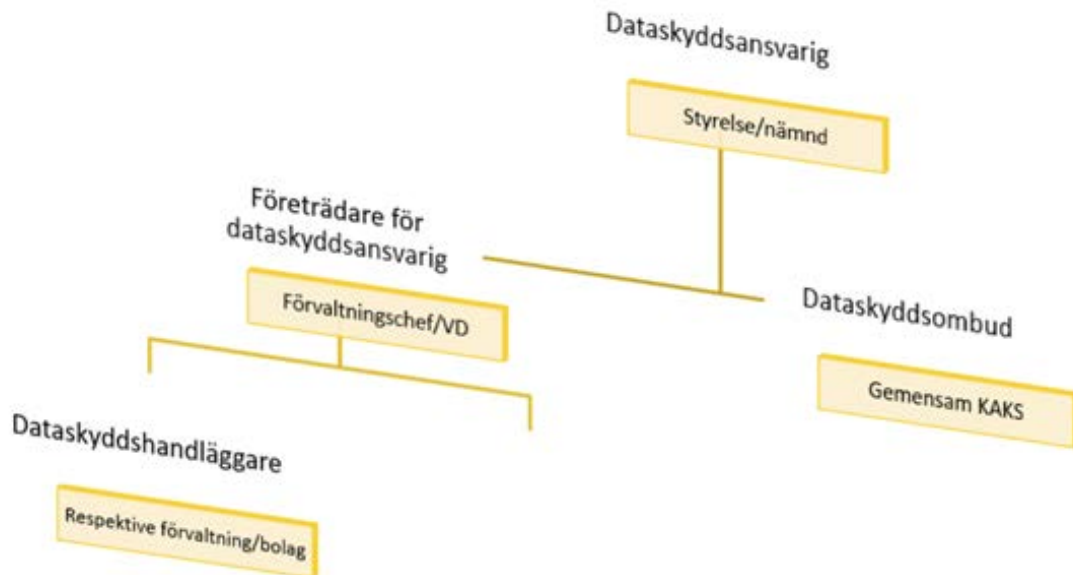 Dataskyddsansvarig
Styrelse/nämnd
Företrädare för
dataskyddsansvarig
Förvaltningschef/VD
Dataskyddsombud
Gemensam KAKS
Dataskyddshandläggare
Respektive förvaltning/bolag